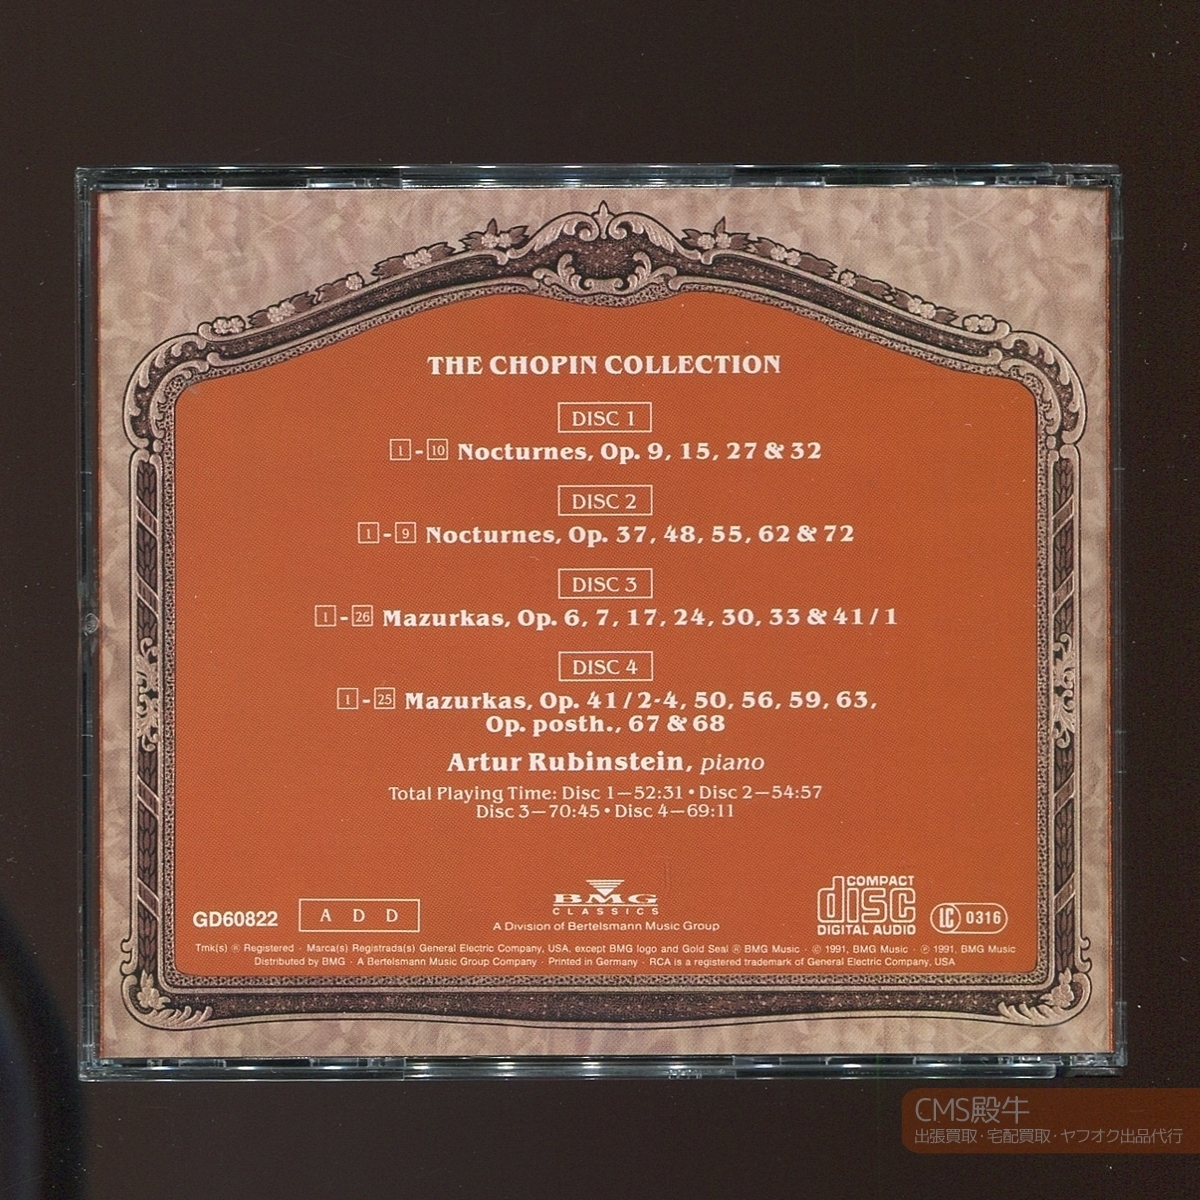 THE CHOPIN COLLECTION
DISC 1
1-10 Nocturnes, Op. 9, 15, 27 & 32
DISC 2
1-9 Nocturnes, Op. 37, 48, 55, 62 & 72
DISC 3
1-26 Mazurkas, Op. 6, 7, 17, 24, 30, 33 & 41/1
DISC 4
1-25 Mazurkas, Op. 41/2-4, 50, 56, 59, 63,
Op. posth., 67 & 68
Artur Rubinstein, piano
Total Playing Time: Disc 1—52:31 • Disc 2—54:57
Disc 3—70:45 • Disc 4—69:11
GD60822
A D D
BMG
CLASSICS
A Division of Bertelsmann Music Group
COMPACT
disc
DIGITAL AUDIO
LC 0316
Tmk(s) ® Registered · Marca(s) Registrada(s) General Electric Company, USA, except BMG logo and Gold Seal ® BMG Music · © 1991, BMG Music · ℗ 1991, BMG Music
Distributed by BMG · A Bertelsmann Music Group Company · Printed in Germany · RCA is a registered trademark of General Electric Company, USA
CMS殿牛
出張買取・宅配買取・ヤフオク出品代行